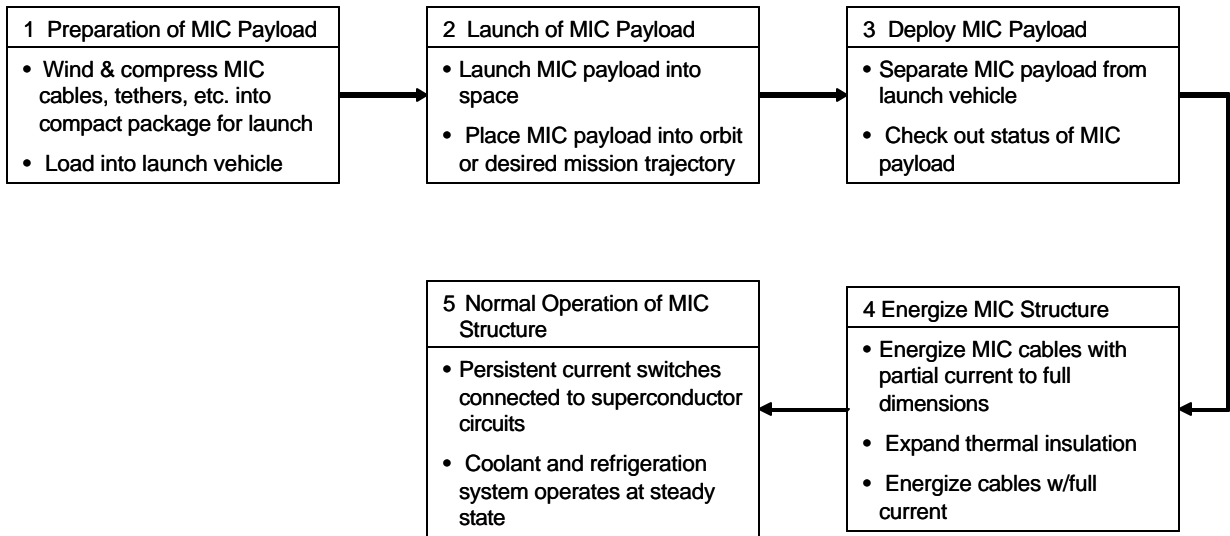 1 Preparation of MIC Payload
• Wind & compress MIC
cables, tethers, etc. into
compact package for launch
• Load into launch vehicle
2 Launch of MIC Payload
• Launch MIC payload into
space
• Place MIC payload into orbit
or desired mission trajectory
3 Deploy MIC Payload
• Separate MIC payload from
launch vehicle
• Check out status of MIC
payload
4 Energize MIC Structure
• Energize MIC cables with
partial current to full
dimensions
• Expand thermal insulation
• Energize cables w/full
current
5 Normal Operation of MIC
Structure
• Persistent current switches
connected to superconductor
circuits
• Coolant and refrigeration
system operates at steady
state